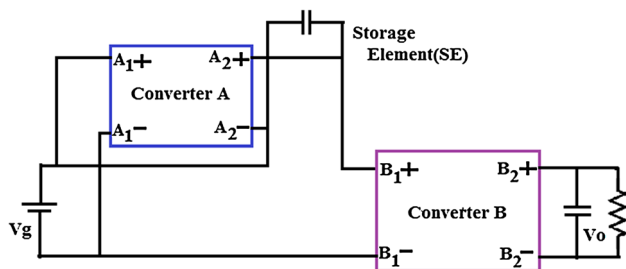 Storage
Element(SE)
A1+
A2+
Converter A
A1−
A2−
B1+
B2+
Vg
Converter B
Vo
B1−
B2−